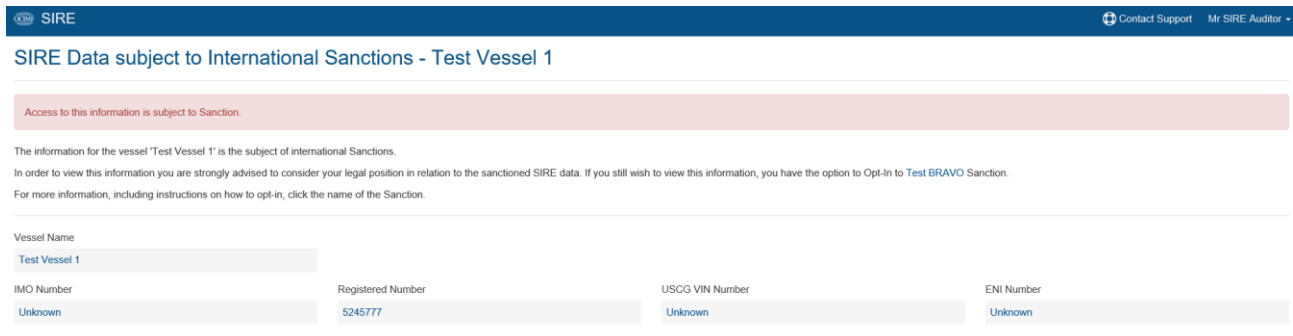 OCIMF SIRE Contact Support Mr SIRE Auditor
SIRE Data subject to International Sanctions - Test Vessel 1
Access to this information is subject to Sanction.
The information for the vessel 'Test Vessel 1' is the subject of international Sanctions.
In order to view this information you are strongly advised to consider your legal position in relation to the sanctioned SIRE data. If you still wish to view this information, you have the option to Opt-In to Test BRAVO Sanction.
For more information, including instructions on how to opt-in, click the name of the Sanction.
Vessel Name
Test Vessel 1
IMO Number Registered Number USCG VIN Number ENI Number
Unknown 5245777 Unknown Unknown